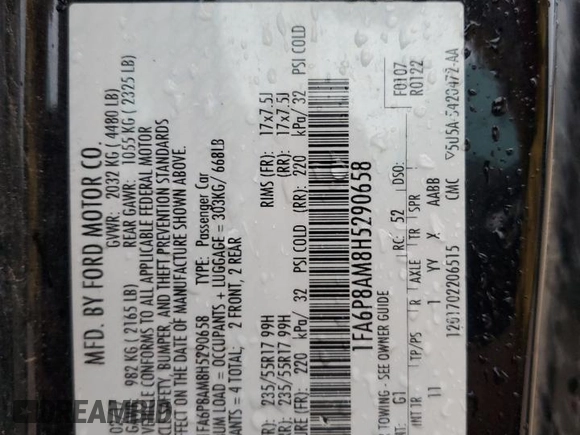 MFD. BY FORD MOTOR CO.
GVWR: 2032 KG (4480 LB)
982 KG (2165 LB) REAR GAWR: 1055 KG (2325 LB)
VEHICLE CONFORMS TO ALL APPLICABLE FEDERAL MOTOR
BUMPER, AND THEFT PREVENTION STANDARDS
EFFECT ON THE DATE OF MANUFACTURE SHOWN ABOVE.
FA6P8AM8H5290658 TYPE: Passenger Car
UM LOAD = OCCUPANTS + LUGGAGE = 303KG/ 668LB
ANTS = 4 TOTAL: 2 FRONT, 2 REAR
R): 235/55R17 99H RIMS (FR): 17x7.5J
R): 235/55R17 99H (RR): 17x7.5J
URE (FR): 220 kPa/ 32 PSI COLD (RR): 220 kPa/ 32 PSI COLD
1FA6P8AM8H5290658
TOWING - SEE OWNER GUIDE F0107
R0122
T: G1 RC: 52 DSO:
INT TR TP/PS R AXLE TR SPR
11 1 YY X AABB
1201702206515 CMC 5U5A-5420472-AA
DREAMBID